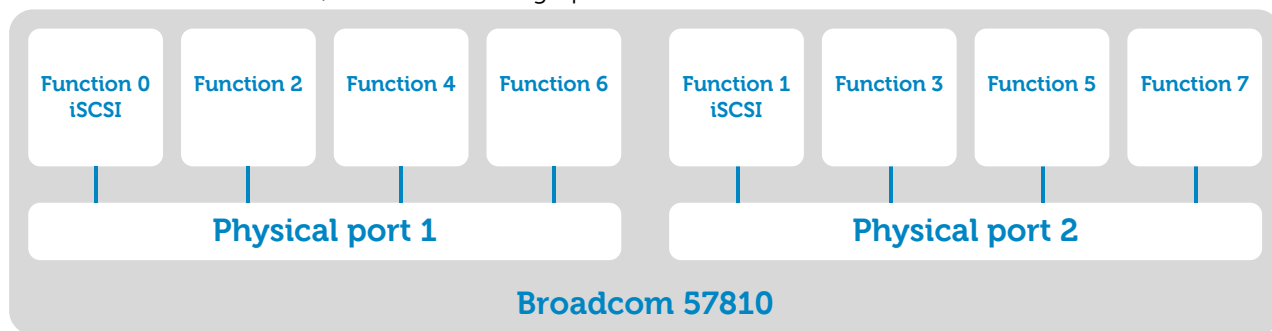 Function 0
iSCSI
Function 2
Function 4
Function 6
Function 1
iSCSI
Function 3
Function 5
Function 7
Physical port 1
Physical port 2
Broadcom 57810